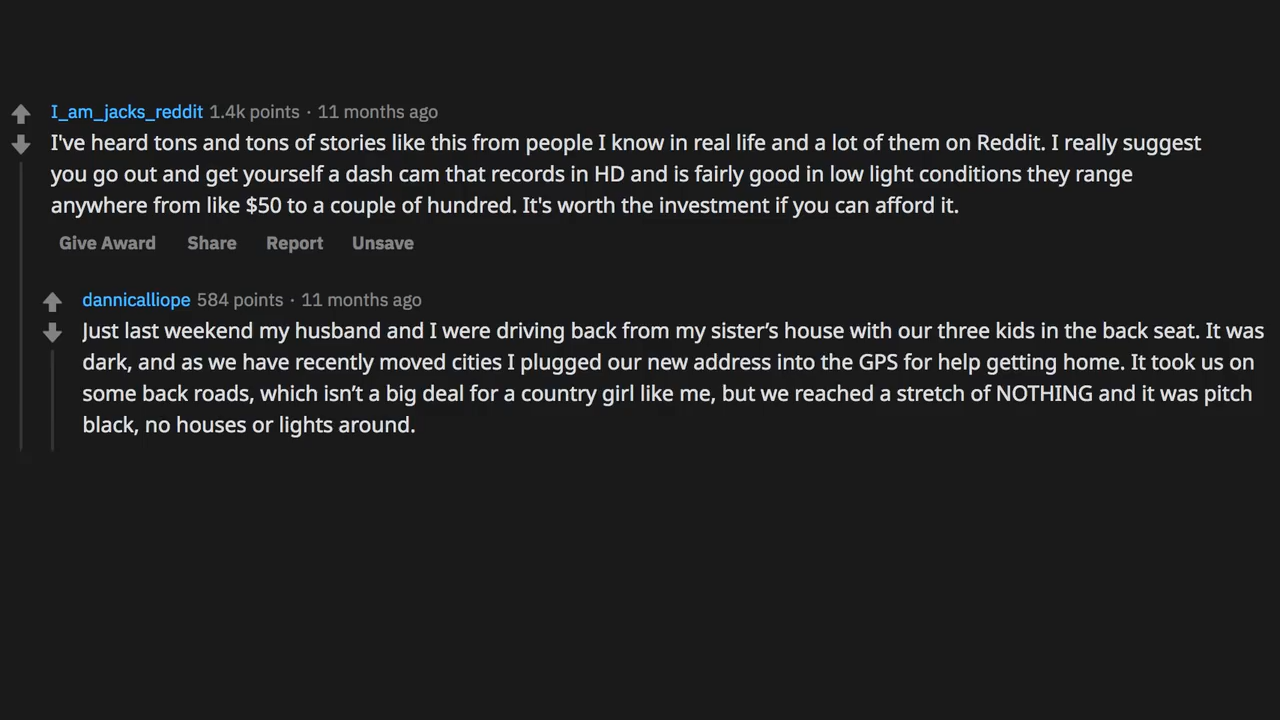 I_am_jacks_reddit 1.4k points · 11 months ago
I've heard tons and tons of stories like this from people I know in real life and a lot of them on Reddit. I really suggest
you go out and get yourself a dash cam that records in HD and is fairly good in low light conditions they range
anywhere from like $50 to a couple of hundred. It's worth the investment if you can afford it.
Give Award Share Report Unsave
dannicalliope 584 points · 11 months ago
Just last weekend my husband and I were driving back from my sister’s house with our three kids in the back seat. It was
dark, and as we have recently moved cities I plugged our new address into the GPS for help getting home. It took us on
some back roads, which isn’t a big deal for a country girl like me, but we reached a stretch of NOTHING and it was pitch
black, no houses or lights around.